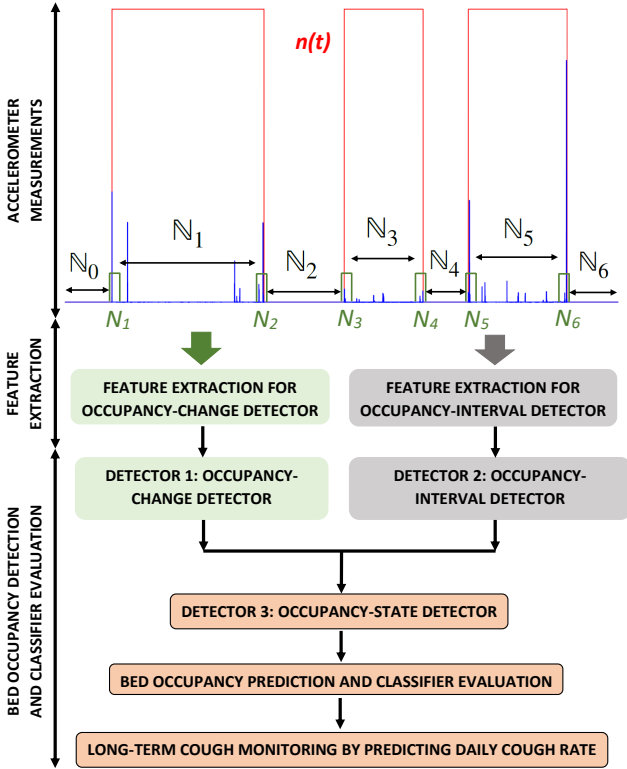 ACCELEROMETER
MEASUREMENTS
n(t)
ℕ0
ℕ1
ℕ2
ℕ3
ℕ4
ℕ5
ℕ6
N1
N2
N3
N4
N5
N6
FEATURE
EXTRACTION
FEATURE EXTRACTION FOR
OCCUPANCY-CHANGE DETECTOR
FEATURE EXTRACTION FOR
OCCUPANCY-INTERVAL DETECTOR
BED OCCUPANCY DETECTION
AND CLASSIFIER EVALUATION
DETECTOR 1: OCCUPANCY-
CHANGE DETECTOR
DETECTOR 2: OCCUPANCY-
INTERVAL DETECTOR
DETECTOR 3: OCCUPANCY-STATE DETECTOR
BED OCCUPANCY PREDICTION AND CLASSIFIER EVALUATION
LONG-TERM COUGH MONITORING BY PREDICTING DAILY COUGH RATE